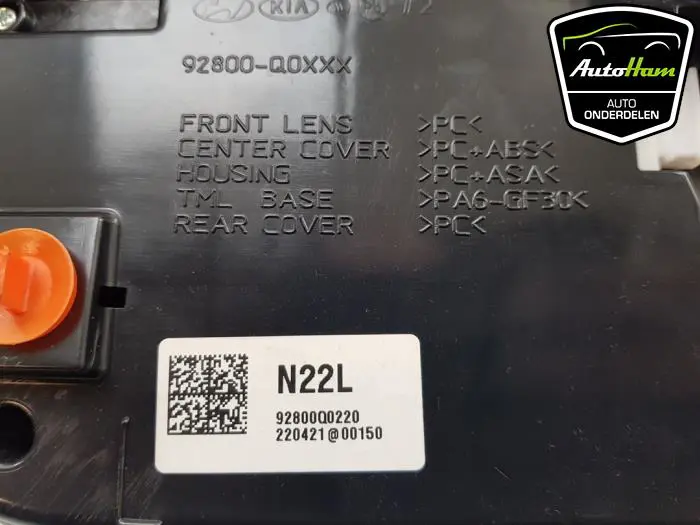 KIA
92800-Q0XXX
FRONT LENS >PC<
CENTER COVER >PC+ABS<
HOUSING >PC+ASA<
TML BASE >PA6-GF30<
REAR COVER >PC<
N22L
92800Q0220
220421@00150
AutoHam
AUTO
ONDERDELEN